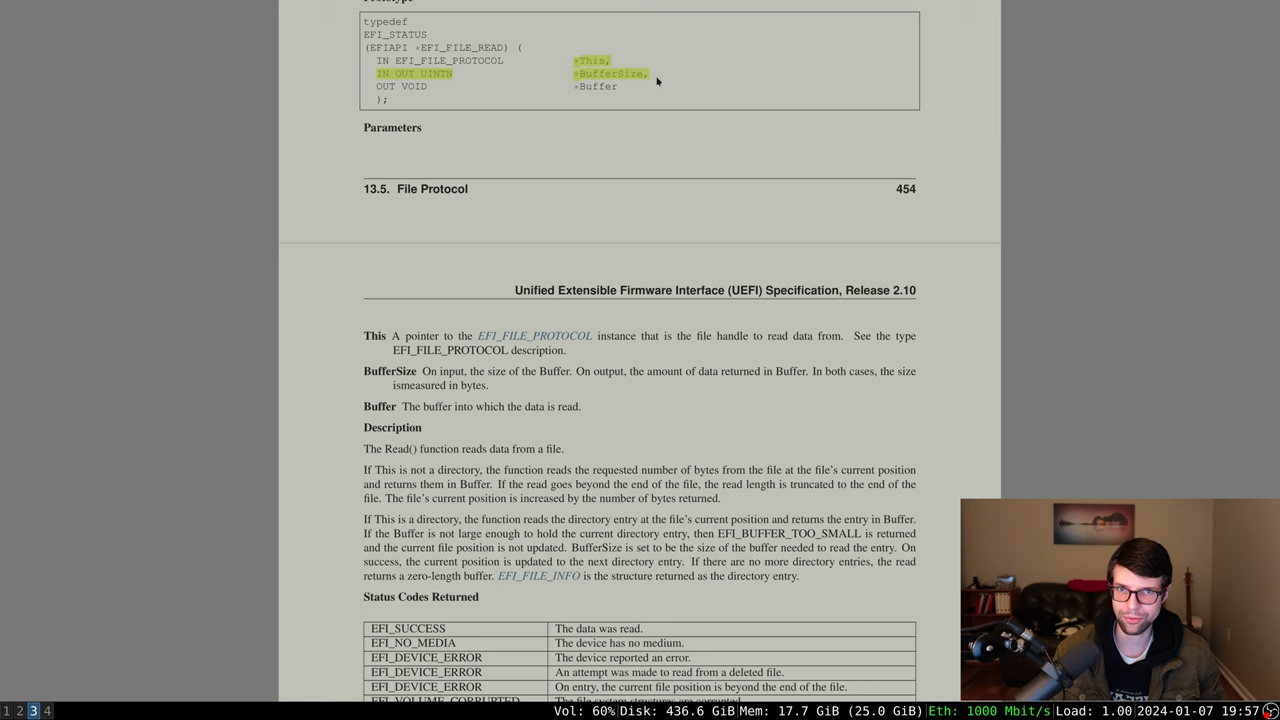 typedef
EFI_STATUS
(EFIAPI *EFI_FILE_READ) (
IN EFI_FILE_PROTOCOL *This,
IN OUT UINTN *BufferSize,
OUT VOID *Buffer
);
Parameters
13.5. File Protocol 454
Unified Extensible Firmware Interface (UEFI) Specification, Release 2.10
This A pointer to the EFI_FILE_PROTOCOL instance that is the file handle to read data from. See the type
EFI_FILE_PROTOCOL description.
BufferSize On input, the size of the Buffer. On output, the amount of data returned in Buffer. In both cases, the size
ismeasured in bytes.
Buffer The buffer into which the data is read.
Description
The Read() function reads data from a file.
If This is not a directory, the function reads the requested number of bytes from the file at the file's current position
and returns them in Buffer. If the read goes beyond the end of the file, the read length is truncated to the end of the
file. The file's current position is increased by the number of bytes returned.
If This is a directory, the function reads the directory entry at the file's current position and returns the entry in Buffer.
If the Buffer is not large enough to hold the current directory entry, then EFI_BUFFER_TOO_SMALL is returned
and the current file position is not updated. BufferSize is set to be the size of the buffer needed to read the entry. On
success, the current position is updated to the next directory entry. If there are no more directory entries, the read
returns a zero-length buffer. EFI_FILE_INFO is the structure returned as the directory entry.
Status Codes Returned
EFI_SUCCESS The data was read.
EFI_NO_MEDIA The device has no medium.
EFI_DEVICE_ERROR The device reported an error.
EFI_DEVICE_ERROR An attempt was made to read from a deleted file.
EFI_DEVICE_ERROR On entry, the current file position is beyond the end of the file.
EFI_VOLUME_CORRUPTED The file system structures are corrupted.
1 2 3 4 Vol: 60% Disk: 436.6 GiB Mem: 17.7 GiB (25.0 GiB) Eth: 1000 Mbit/s Load: 1.00 2024-01-07 19:57